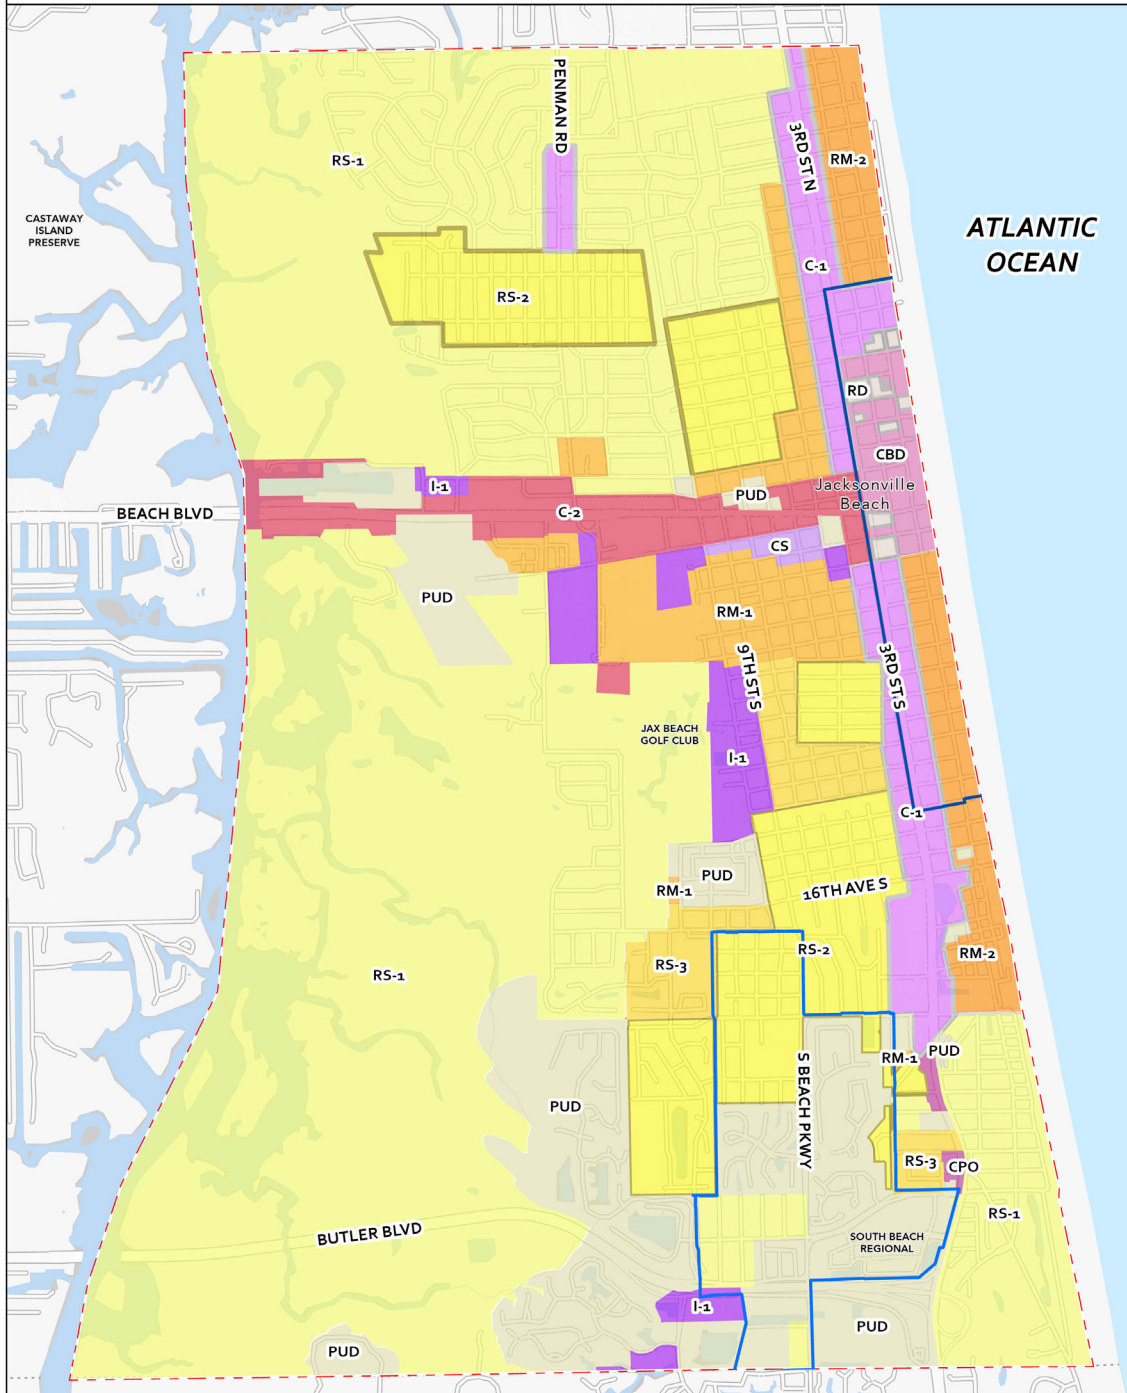 PENMAN RD
3RD ST N
RS-1
RM-2
CASTAWAY
ISLAND
PRESERVE
ATLANTIC
OCEAN
C-1
RS-2
RD
CBD
I-1
PUD
Jacksonville
Beach
BEACH BLVD
C-2
CS
PUD
RM-1
9TH ST S
3RD ST S
JAX BEACH
GOLF CLUB
I-1
C-1
PUD
RM-1
16TH AVE S
RS-2
RM-2
RS-3
RS-1
PUD
RM-1
PUD
S BEACH PKWY
RS-3
CPO
RS-1
BUTLER BLVD
SOUTH BEACH
REGIONAL
I-1
PUD
PUD